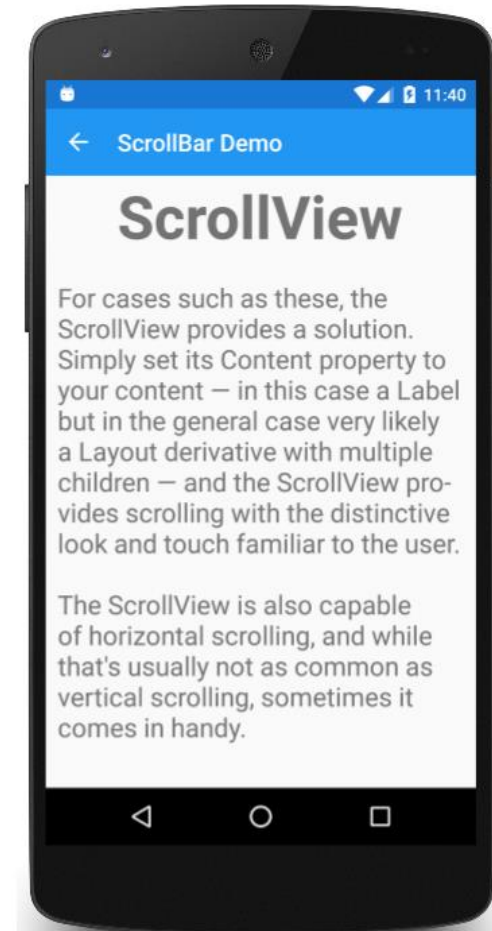 11:40
ScrollBar Demo
ScrollView
For cases such as these, the
ScrollView provides a solution.
Simply set its Content property to
your content — in this case a Label
but in the general case very likely
a Layout derivative with multiple
children — and the ScrollView pro-
vides scrolling with the distinctive
look and touch familiar to the user.
The ScrollView is also capable
of horizontal scrolling, and while
that's usually not as common as
vertical scrolling, sometimes it
comes in handy.